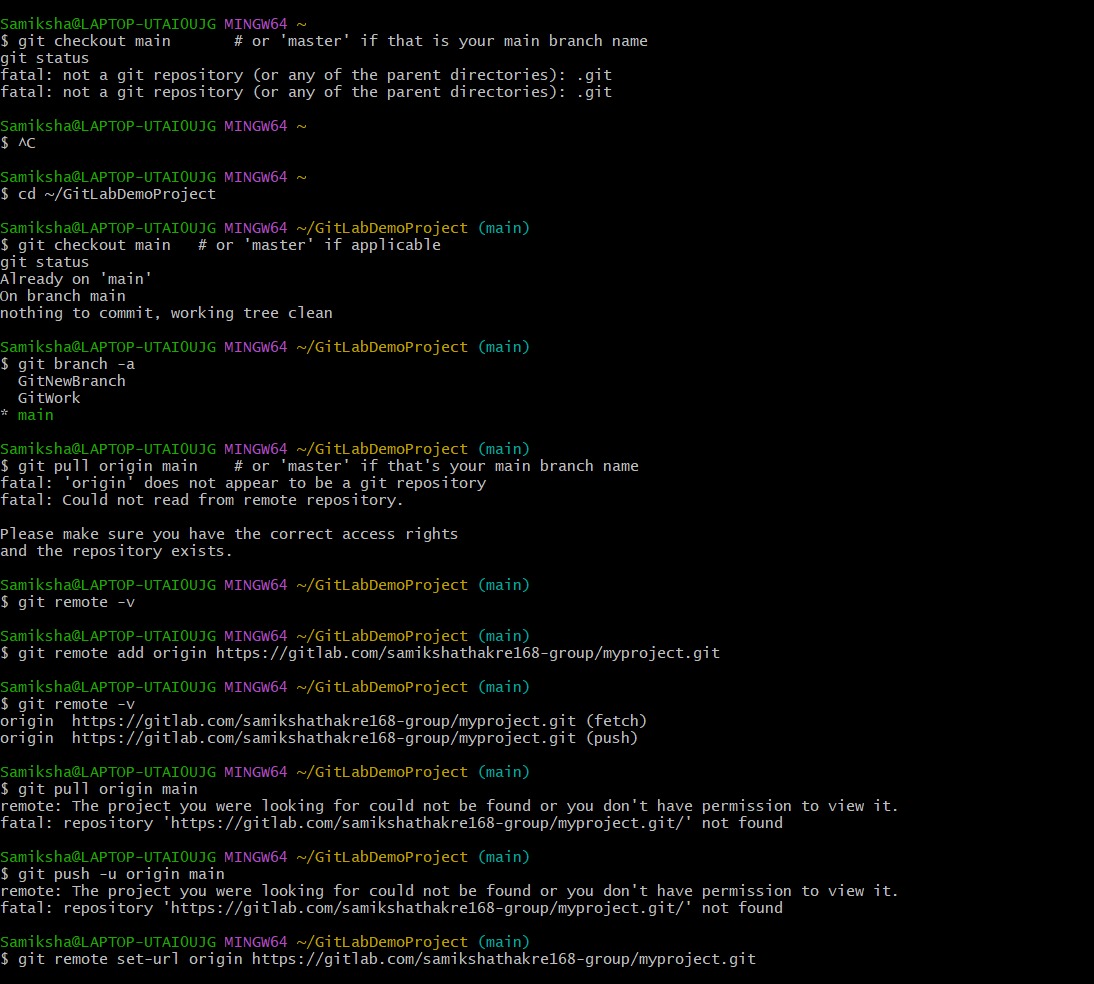 Samiksha@LAPTOP-UTAI0UJG MINGW64 ~
$ git checkout main       # or 'master' if that is your main branch name
git status
fatal: not a git repository (or any of the parent directories): .git
fatal: not a git repository (or any of the parent directories): .git
Samiksha@LAPTOP-UTAI0UJG MINGW64 ~
$ ^C
Samiksha@LAPTOP-UTAI0UJG MINGW64 ~
$ cd ~/GitLabDemoProject
Samiksha@LAPTOP-UTAI0UJG MINGW64 ~/GitLabDemoProject (main)
$ git checkout main   # or 'master' if applicable
git status
Already on 'main'
On branch main
nothing to commit, working tree clean
Samiksha@LAPTOP-UTAI0UJG MINGW64 ~/GitLabDemoProject (main)
$ git branch -a
  GitNewBranch
  GitWork
* main
Samiksha@LAPTOP-UTAI0UJG MINGW64 ~/GitLabDemoProject (main)
$ git pull origin main    # or 'master' if that's your main branch name
fatal: 'origin' does not appear to be a git repository
fatal: Could not read from remote repository.
Please make sure you have the correct access rights
and the repository exists.
Samiksha@LAPTOP-UTAI0UJG MINGW64 ~/GitLabDemoProject (main)
$ git remote -v
Samiksha@LAPTOP-UTAI0UJG MINGW64 ~/GitLabDemoProject (main)
$ git remote add origin https://gitlab.com/samikshathakre168-group/myproject.git
Samiksha@LAPTOP-UTAI0UJG MINGW64 ~/GitLabDemoProject (main)
$ git remote -v
origin  https://gitlab.com/samikshathakre168-group/myproject.git (fetch)
origin  https://gitlab.com/samikshathakre168-group/myproject.git (push)
Samiksha@LAPTOP-UTAI0UJG MINGW64 ~/GitLabDemoProject (main)
$ git pull origin main
remote: The project you were looking for could not be found or you don't have permission to view it.
fatal: repository 'https://gitlab.com/samikshathakre168-group/myproject.git/' not found
Samiksha@LAPTOP-UTAI0UJG MINGW64 ~/GitLabDemoProject (main)
$ git push -u origin main
remote: The project you were looking for could not be found or you don't have permission to view it.
fatal: repository 'https://gitlab.com/samikshathakre168-group/myproject.git/' not found
Samiksha@LAPTOP-UTAI0UJG MINGW64 ~/GitLabDemoProject (main)
$ git remote set-url origin https://gitlab.com/samikshathakre168-group/myproject.git